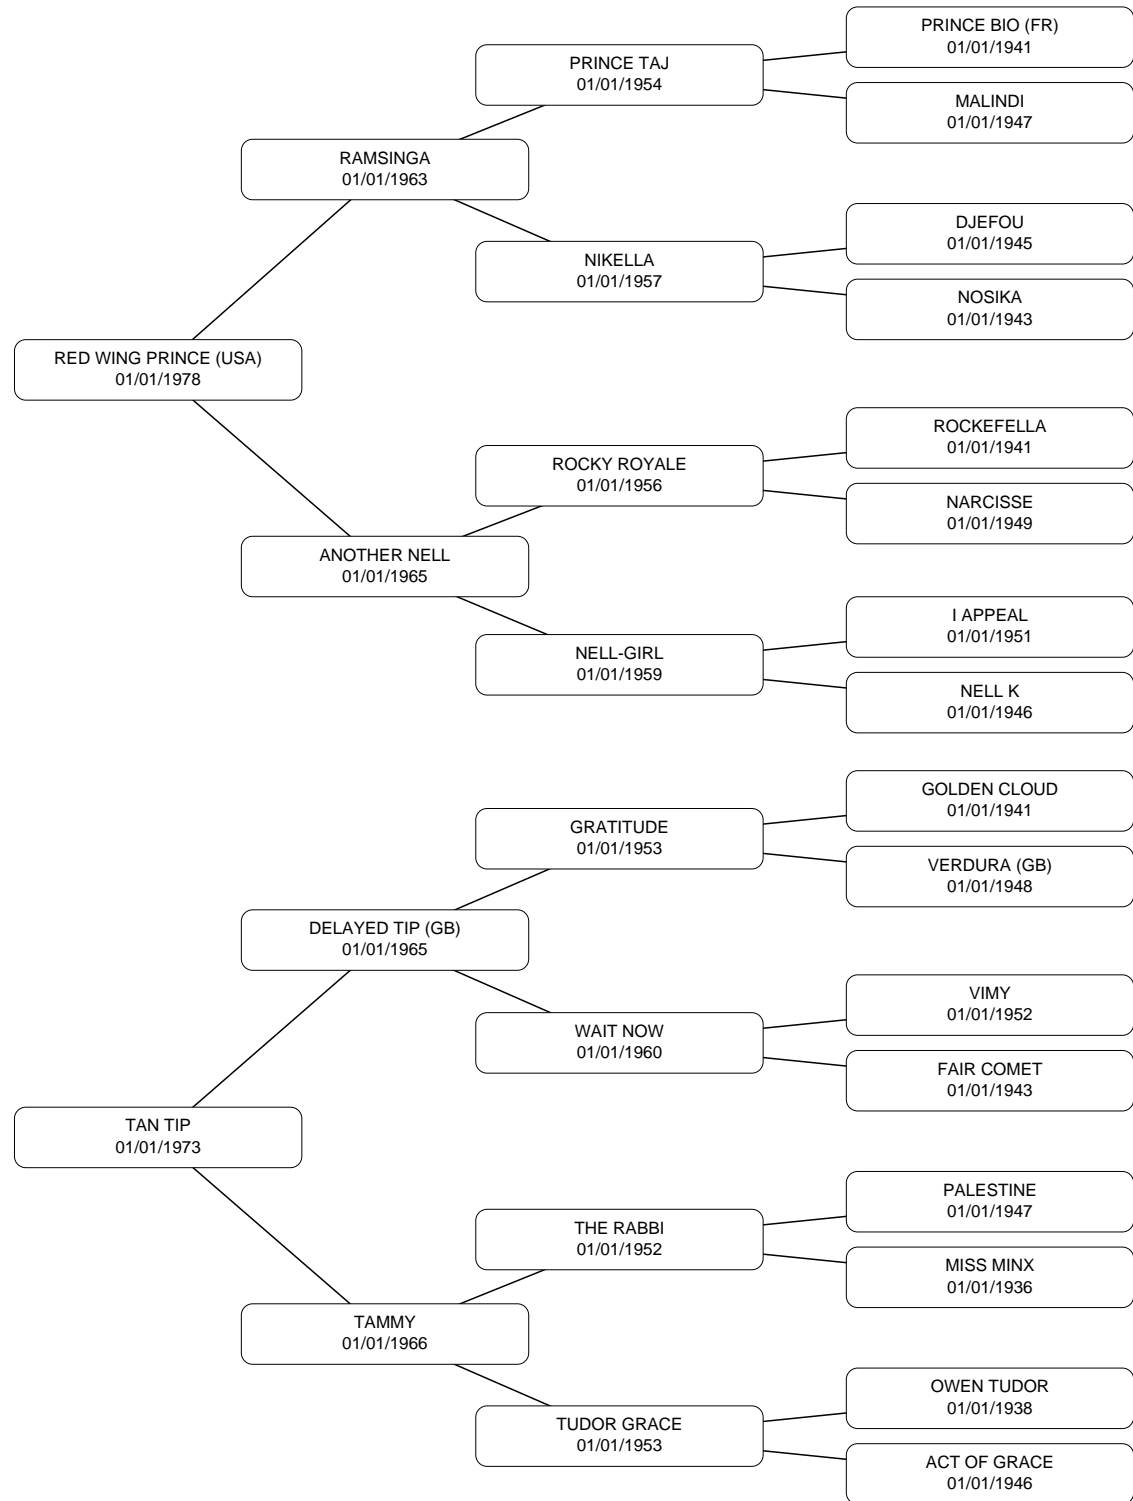 PRINCE BIO (FR)
01/01/1941
PRINCE TAJ
01/01/1954
MALINDI
01/01/1947
RAMSINGA
01/01/1963
DJEFOU
01/01/1945
NIKELLA
01/01/1957
NOSIKA
01/01/1943
RED WING PRINCE (USA)
01/01/1978
ROCKEFELLA
01/01/1941
ROCKY ROYALE
01/01/1956
NARCISSE
01/01/1949
ANOTHER NELL
01/01/1965
I APPEAL
01/01/1951
NELL-GIRL
01/01/1959
NELL K
01/01/1946
GOLDEN CLOUD
01/01/1941
GRATITUDE
01/01/1953
VERDURA (GB)
01/01/1948
DELAYED TIP (GB)
01/01/1965
VIMY
01/01/1952
WAIT NOW
01/01/1960
FAIR COMET
01/01/1943
TAN TIP
01/01/1973
PALESTINE
01/01/1947
THE RABBI
01/01/1952
MISS MINX
01/01/1936
TAMMY
01/01/1966
OWEN TUDOR
01/01/1938
TUDOR GRACE
01/01/1953
ACT OF GRACE
01/01/1946